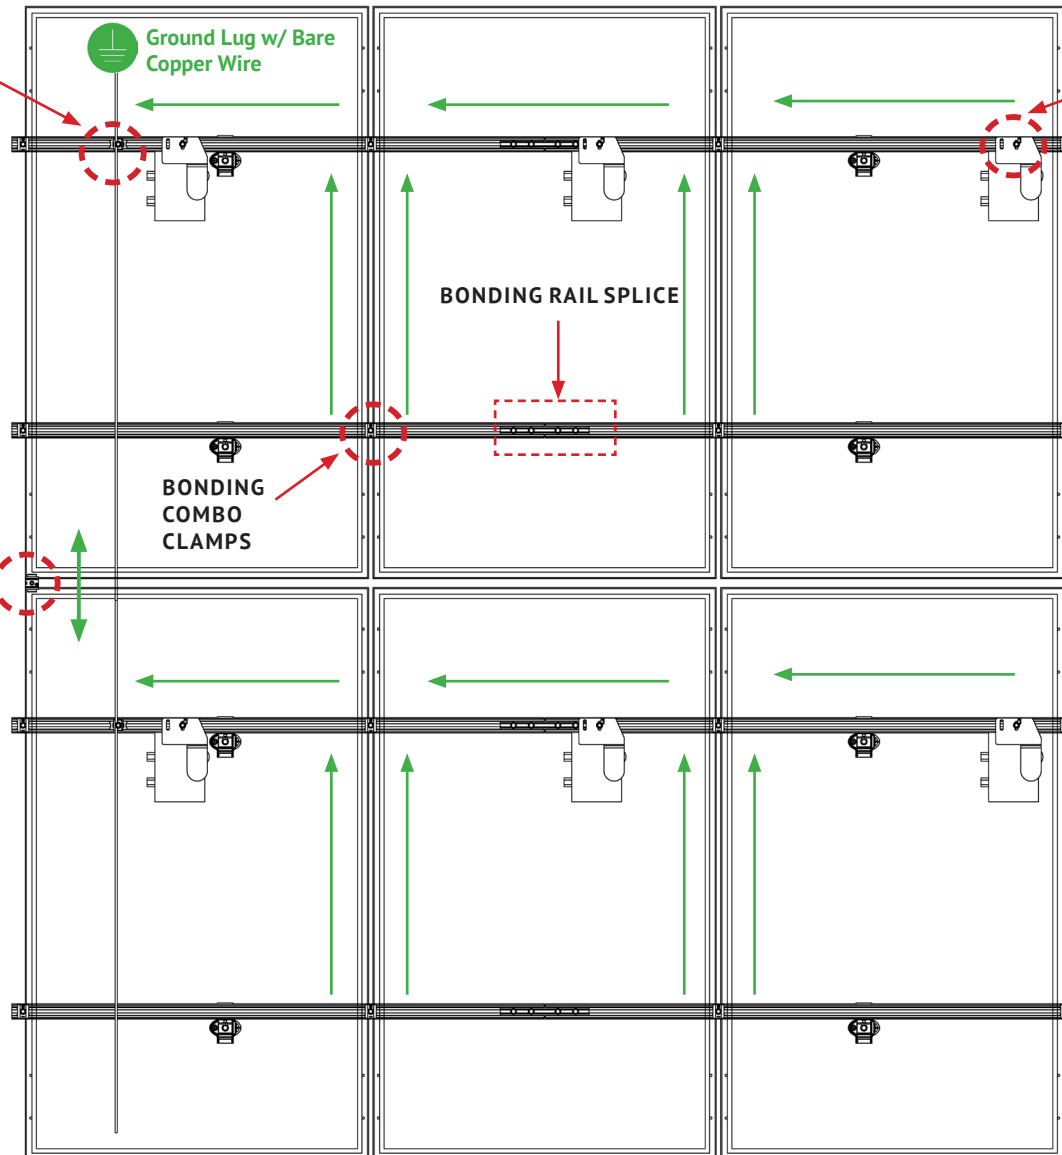 Ground Lug w/ Bare
Copper Wire
BONDING RAIL SPLICE
BONDING
COMBO
CLAMPS